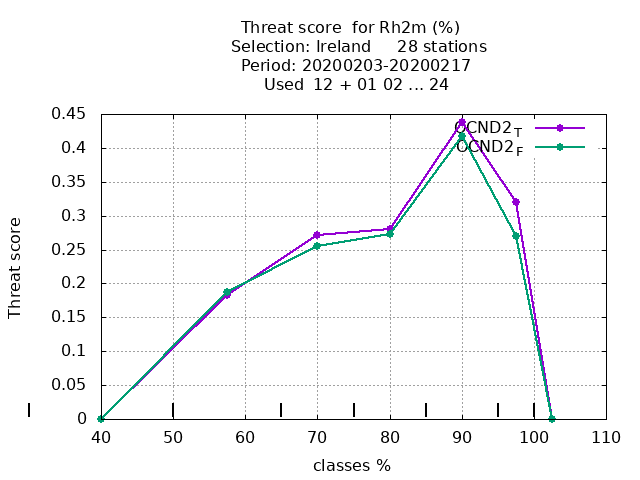 Threat score  for Rh2m (%)
Selection: Ireland     28 stations
Period: 20200203-20200217
Used  12 + 01 02 ... 24
OCND2T
OCND2F
0.45
0.4
0.35
0.3
0.25
0.2
0.15
0.1
0.05
0
Threat score
40 50 60 70 80 90 100 110
classes %